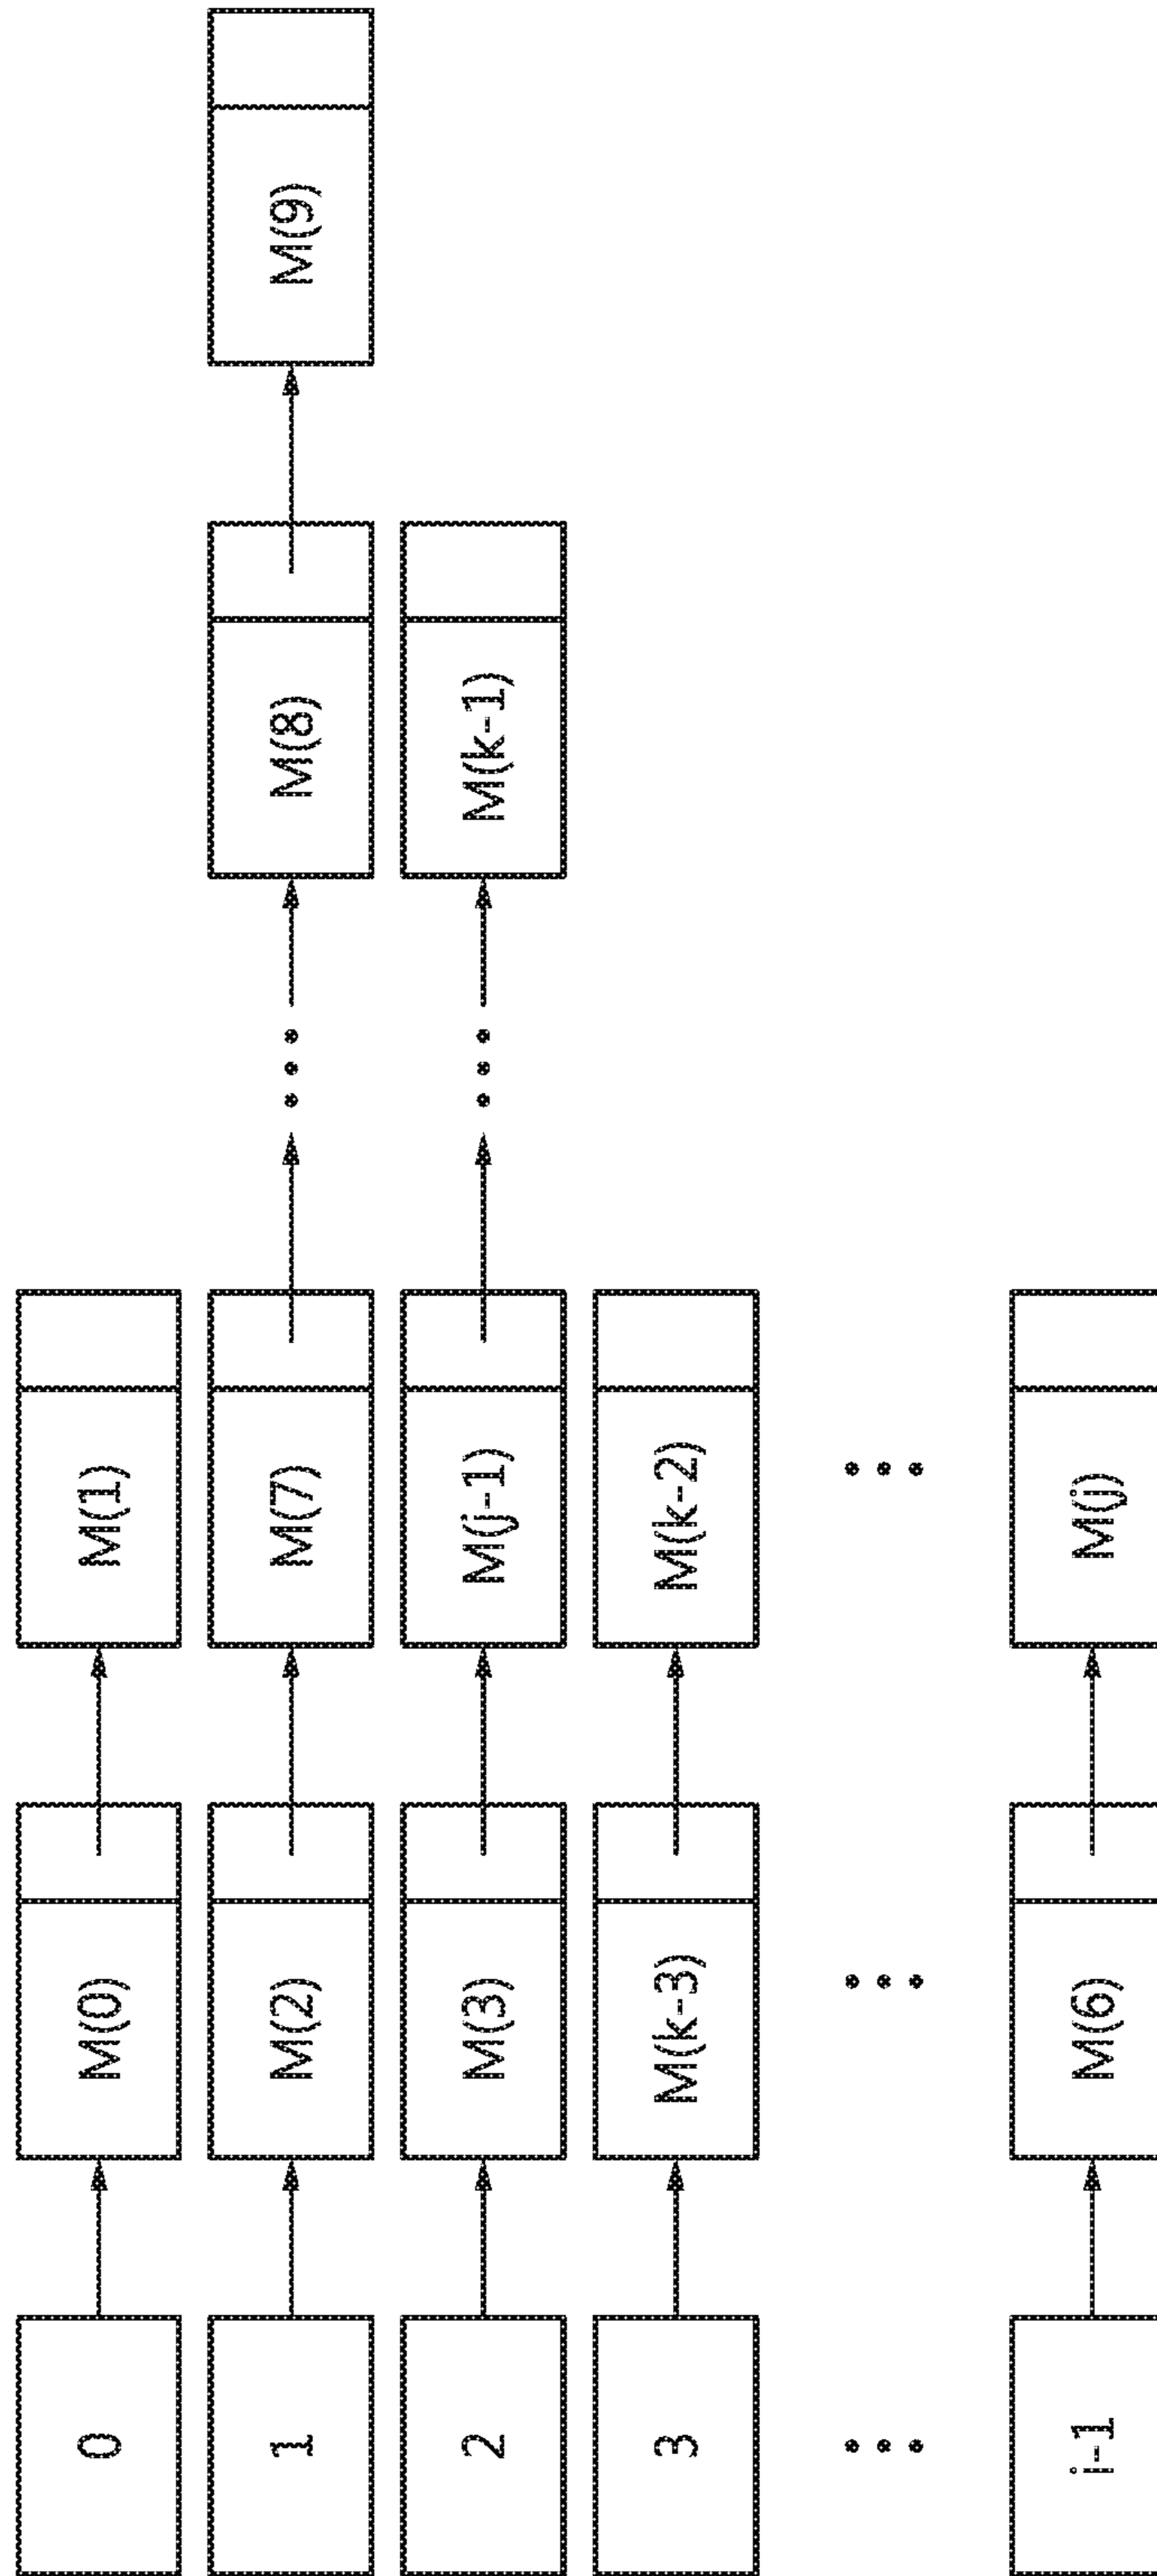 0 M(0) M(1)
1 M(2) M(7) ... M(8) M(9)
2 M(3) M(j-1) ... M(k-1)
3 M(k-3) M(k-2)
... ... ...
i-1 M(6) M(j)